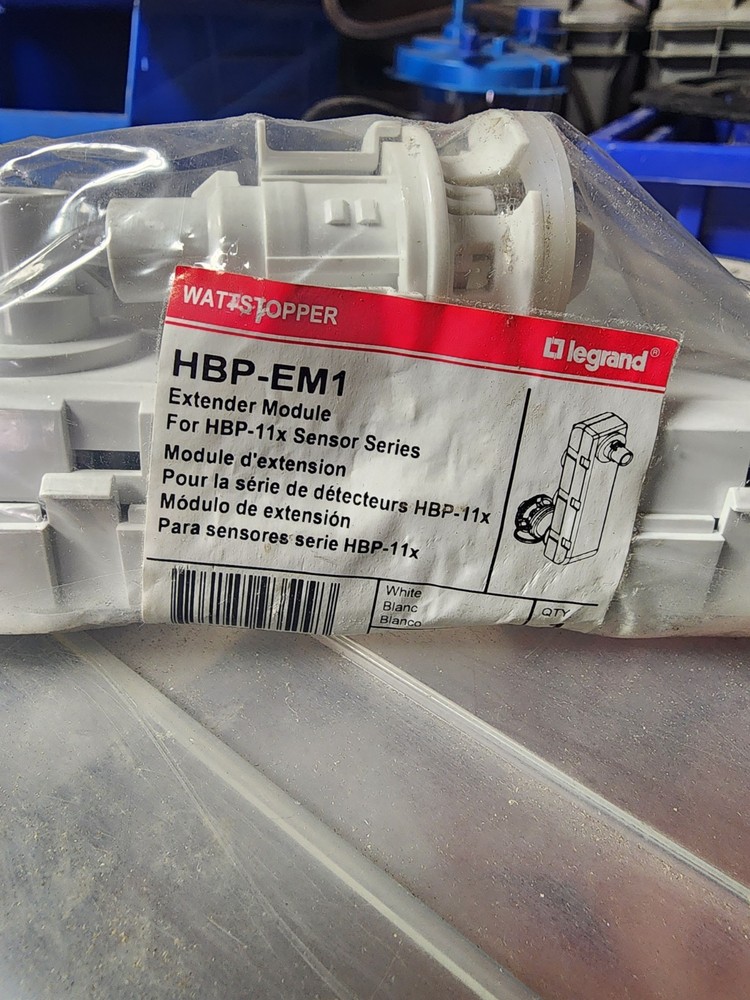 WATTSTOPPER
legrand®
HBP-EM1
Extender Module
For HBP-11x Sensor Series
Module d'extension
Pour la série de détecteurs HBP-11x
Módulo de extensión
Para sensores serie HBP-11x
White
Blanc
Blanco
QTY